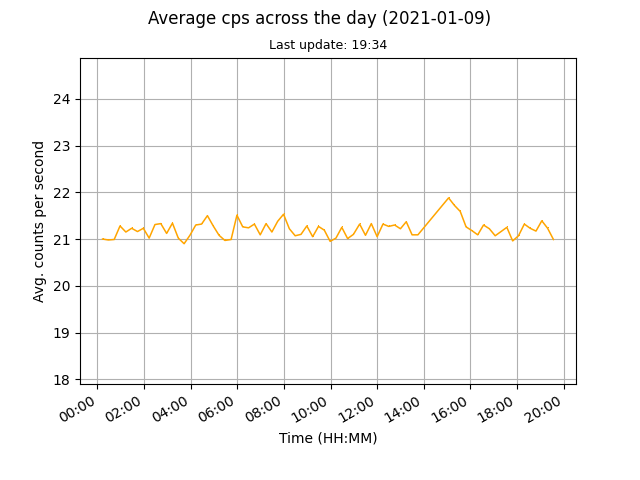 Average cps across the day (2021-01-09)
Last update: 19:34
24
23
22
21
20
19
18
Avg. counts per second
00:00 02:00 04:00 06:00 08:00 10:00 12:00 14:00 16:00 18:00 20:00
Time (HH:MM)